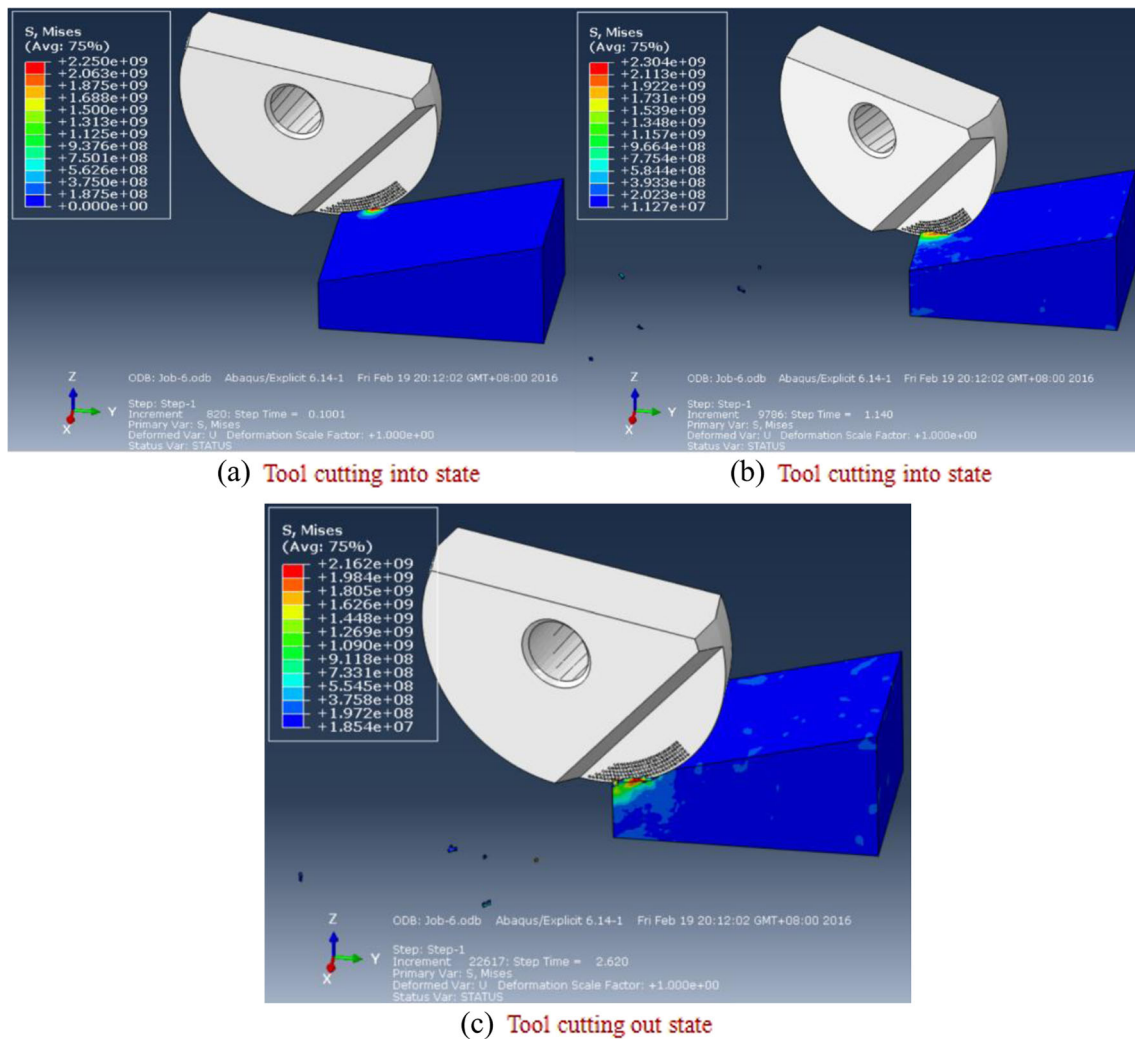 S, Mises
(Avg: 75%)
+2.250e+09
+2.063e+09
+1.875e+09
+1.688e+09
+1.500e+09
+1.313e+09
+1.125e+09
+9.376e+08
+7.501e+08
+5.626e+08
+3.750e+08
+1.875e+08
+0.000e+00
Z
Y
X
ODB: Job-6.odb Abaqus/Explicit 6.14-1 Fri Feb 19 20:12:02 GMT+08:00 2016
Step: Step-1
Increment 820: Step Time = 0.1001
Primary Var: S, Mises
Deformed Var: U Deformation Scale Factor: +1.000e+00
Status Var: STATUS
(a) Tool cutting into state
S, Mises
(Avg: 75%)
+2.304e+09
+2.113e+09
+1.922e+09
+1.731e+09
+1.539e+09
+1.348e+09
+1.157e+09
+9.664e+08
+7.754e+08
+5.844e+08
+3.933e+08
+2.023e+08
+1.127e+07
Z
Y
X
ODB: Job-6.odb Abaqus/Explicit 6.14-1 Fri Feb 19 20:12:02 GMT+08:00 2016
Step: Step-1
Increment 9786: Step Time = 1.140
Primary Var: S, Mises
Deformed Var: U Deformation Scale Factor: +1.000e+00
Status Var: STATUS
(b) Tool cutting into state
S, Mises
(Avg: 75%)
+2.162e+09
+1.984e+09
+1.805e+09
+1.626e+09
+1.448e+09
+1.269e+09
+1.090e+09
+9.118e+08
+7.331e+08
+5.545e+08
+3.758e+08
+1.972e+08
+1.854e+07
Z
Y
X
ODB: Job-6.odb Abaqus/Explicit 6.14-1 Fri Feb 19 20:12:02 GMT+08:00 2016
Step: Step-1
Increment 22617: Step Time = 2.620
Primary Var: S, Mises
Deformed Var: U Deformation Scale Factor: +1.000e+00
Status Var: STATUS
(c) Tool cutting out state